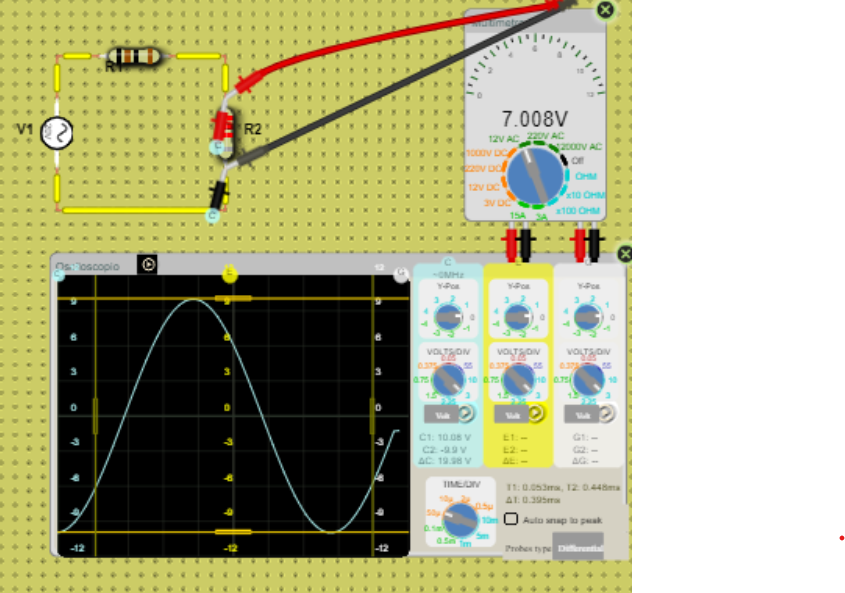 Multimetro
0
2
4
6
8
10
12
7.008V
12V AC
220V AC
1000V DC
12000V AC
Off
220V DC
OHM
12V DC
x10 OHM
3V DC
x100 OHM
15A
3A
R1
V1
R2
C
C
Osciloscopio
C
E
12
G
9
9
9
6
6
6
3
3
3
0
0
0
-3
-3
-3
-6
-6
-6
-9
-9
-9
-12
-12
-12
C
~0MHz
Y-Pos
Y-Pos
Y-Pos
VOLTS/DIV
VOLTS/DIV
VOLTS/DIV
Volt
Volt
Volt
C1: 10.08 V
E1: --
G1: --
C2: -9.9 V
E2: --
G2: --
ΔC: 19.98 V
ΔE: --
ΔG: --
TIME/DIV
10µ
2µ
0.5µ
50µ
10m
0.1m
5m
0.5m
1m
T1: 0.053ms, T2: 0.448ms
Δt: 0.395ms
Auto snap to peak
Probes type
Differential